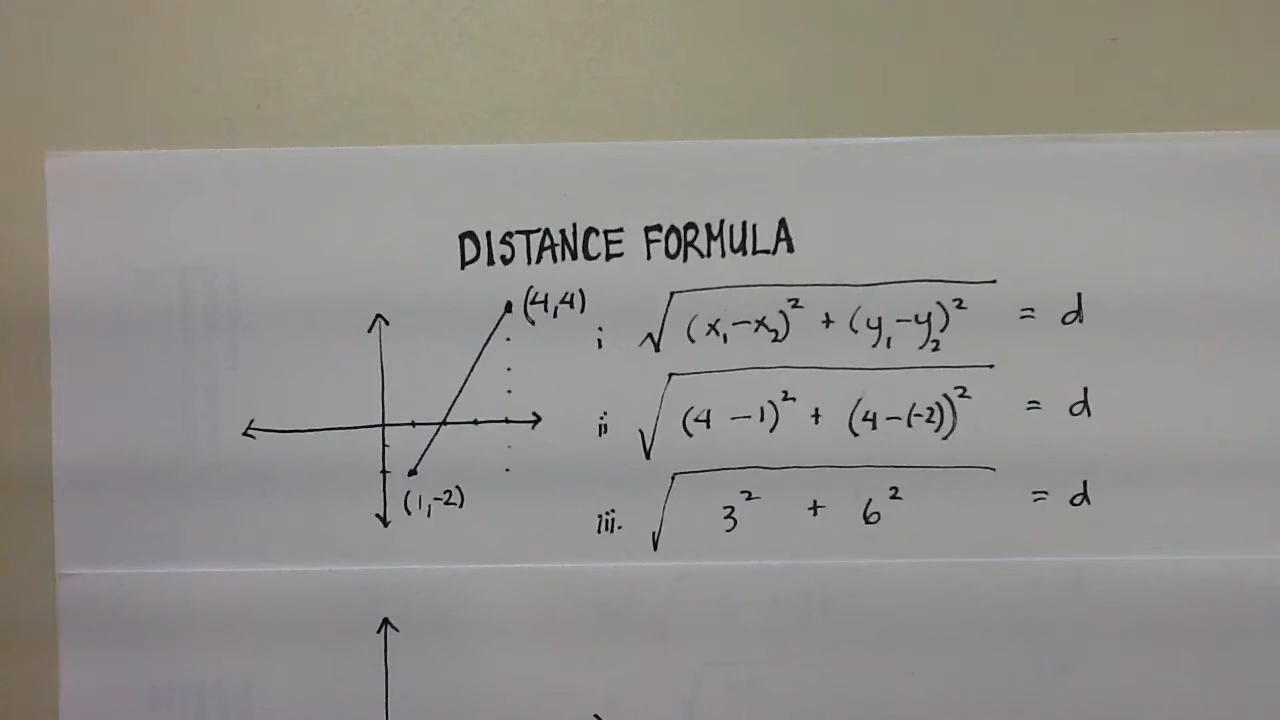 DISTANCE FORMULA
(4,4)
(1,-2)
i √((x₁-x₂)² + (y₁-y₂)²) = d
ii √((4-1)² + (4-(-2))²) = d
iii. √(3² + 6²) = d